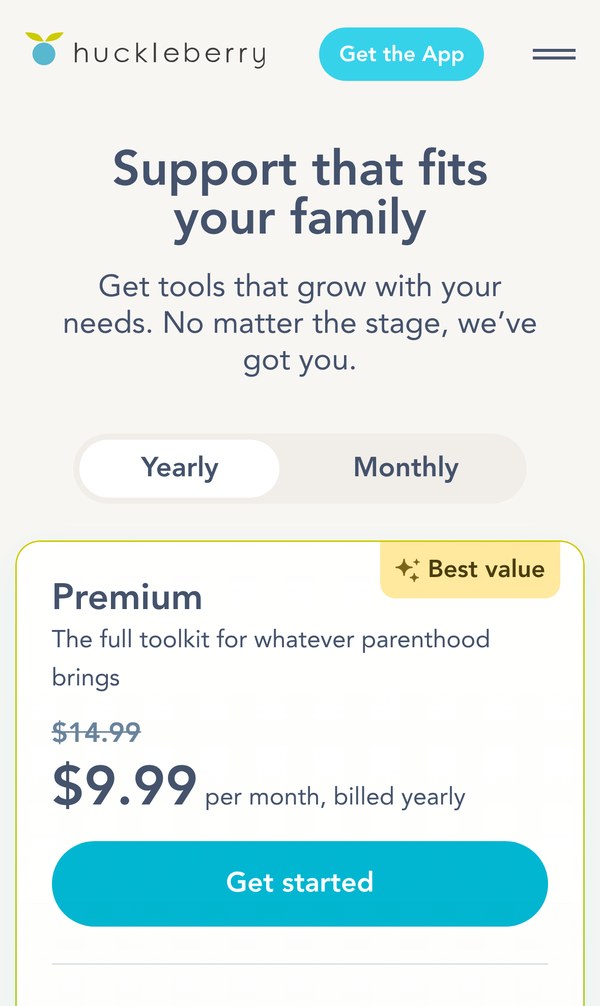 huckleberry
Get the App
Support that fits
your family
Get tools that grow with your
needs. No matter the stage, we’ve
got you.
Yearly
Monthly
Best value
Premium
The full toolkit for whatever parenthood
brings
$14.99
$9.99 per month, billed yearly
Get started